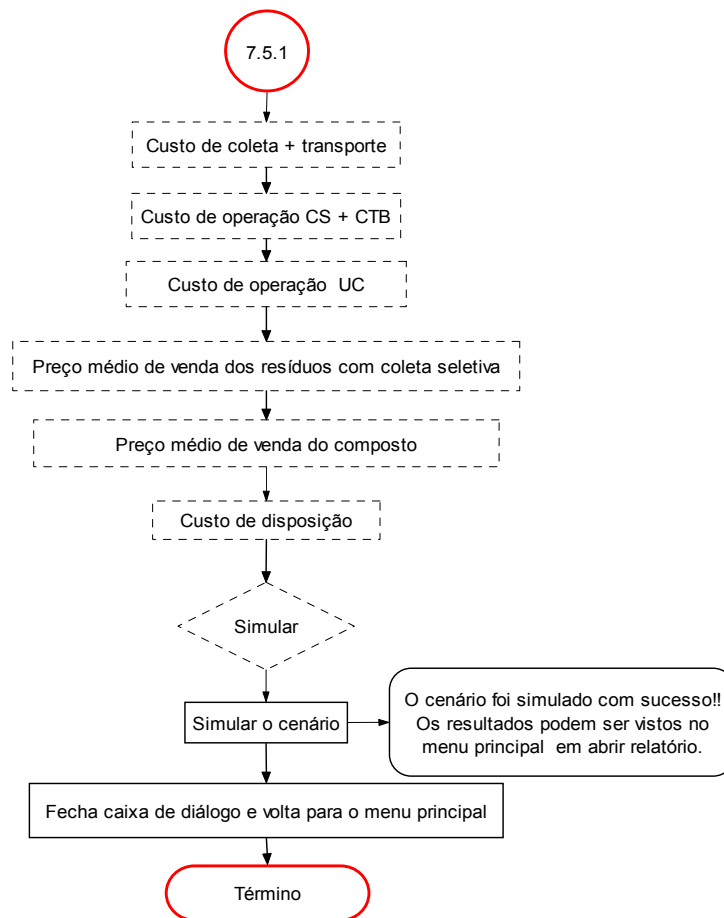 7.5.1
Custo de coleta + transporte
Custo de operação CS + CTB
Custo de operação UC
Preço médio de venda dos resíduos com coleta seletiva
Preço médio de venda do composto
Custo de disposição
Simular
Simular o cenário
O cenário foi simulado com sucesso!!
Os resultados podem ser vistos no
menu principal em abrir relatório.
Fecha caixa de diálogo e volta para o menu principal
Término